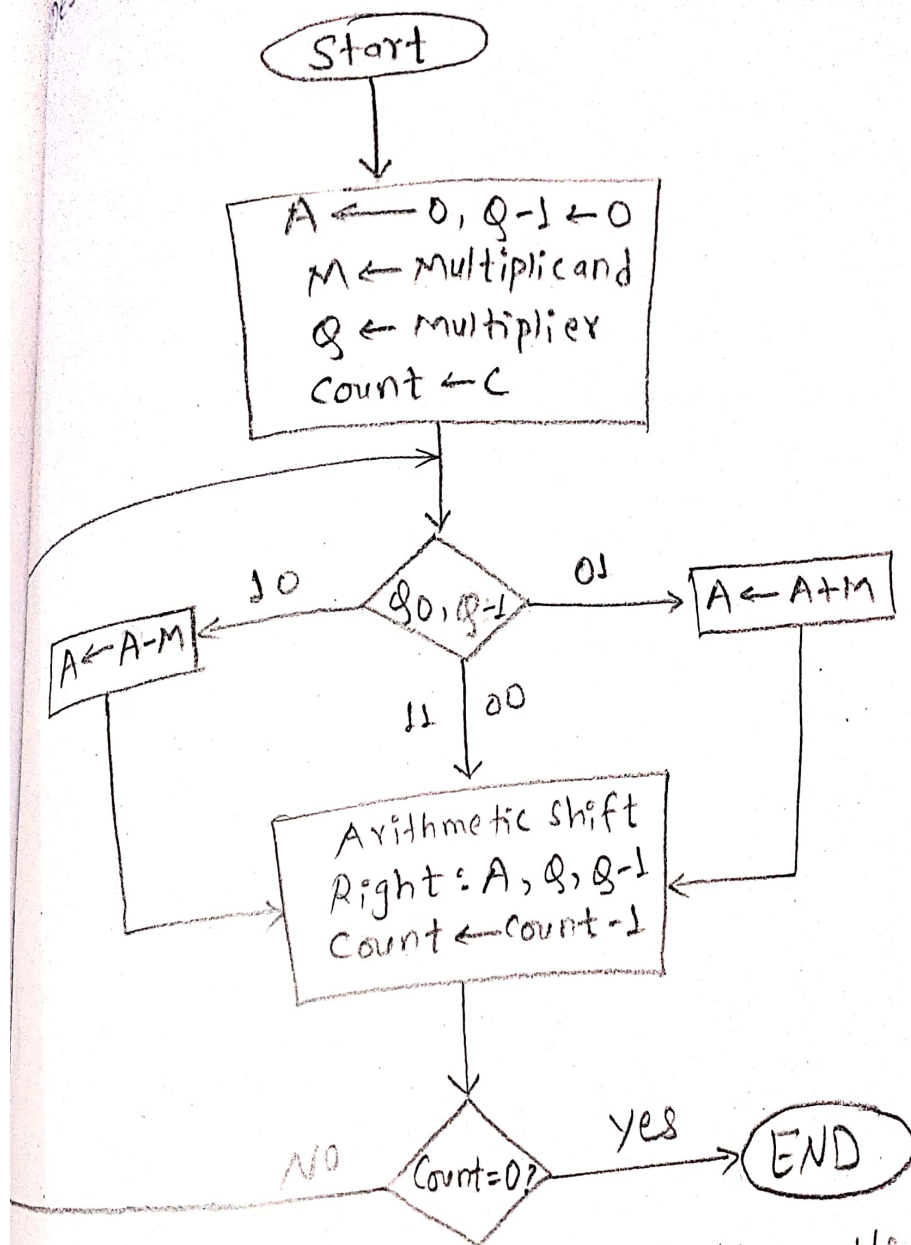 Start
A ← 0, Q-1 ← 0
M ← Multiplicand
Q ← Multiplier
Count ← C
10
Q0, Q-1
01
A ← A-M
A ← A+M
11
00
Arithmetic Shift
Right : A, Q, Q-1
Count ← Count-1
NO
Count=0?
Yes
END